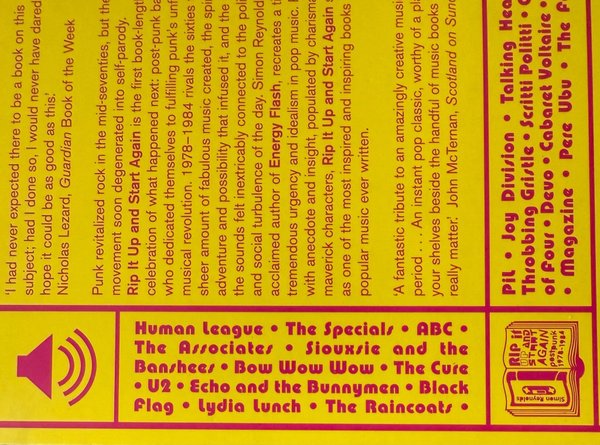 'I had never expected there to be a book on this
subject; had I done so, I would never have dared
hope it could be as good as this.'
Nicholas Lezard, Guardian Book of the Week
Punk revitalized rock in the mid-seventies, but the
movement soon degenerated into self-parody.
Rip It Up and Start Again is the first book-length
celebration of what happened next: post-punk
who dedicated themselves to fulfilling punk's
musical revolution. 1978–1984 rivals the sixties
sheer amount of fabulous music created, the
adventure and possibility that infused it, and the
the sounds felt inextricably connected to the
and social turbulence of the day. Simon Reynolds
acclaimed author of Energy Flash, recreates a
tremendous urgency and idealism in pop music.
with anecdote and insight, populated by
maverick characters, Rip It Up and Start Again
as one of the most inspired and inspiring books
popular music ever written.
'A fantastic tribute to an amazingly creative
period . . . An instant pop classic, worthy of a
your shelves beside the handful of music books
really matter.' John McTernan, Scotland on
PiL • Joy Division • Talking
Throbbing Gristle • Scritti Politti •
of Four • Devo • Cabaret Voltaire •
• Magazine • Pere Ubu • The
Human League • The Specials • ABC •
The Associates • Siouxsie and the
Banshees • Bow Wow Wow • The Cure
• U2 • Echo and the Bunnymen • Black
Flag • Lydia Lunch • The Raincoats •
RIP it
UP AND
START
AGAIN
postpunk
1978-1984
Simon Reynolds